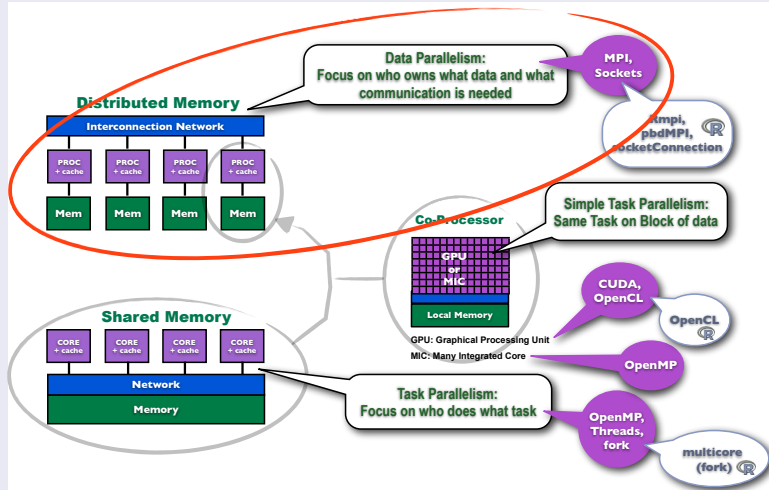 Data Parallelism:
Focus on who owns what data and what
communication is needed
MPI,
Sockets
Distributed Memory
Interconnection Network
Rmpi,
pbdMPI,
socketConnection
R
PROC
+ cache
PROC
+ cache
PROC
+ cache
PROC
+ cache
Mem
Mem
Mem
Mem
Simple Task Parallelism:
Same Task on Block of data
Co-Processor
GPU
or
MIC
Local Memory
GPU: Graphical Processing Unit
MIC: Many Integrated Core
CUDA,
OpenCL
OpenCL
R
OpenMP
Shared Memory
CORE
+ cache
CORE
+ cache
CORE
+ cache
CORE
+ cache
Network
Memory
Task Parallelism:
Focus on who does what task
OpenMP,
Threads,
fork
multicore
(fork) R